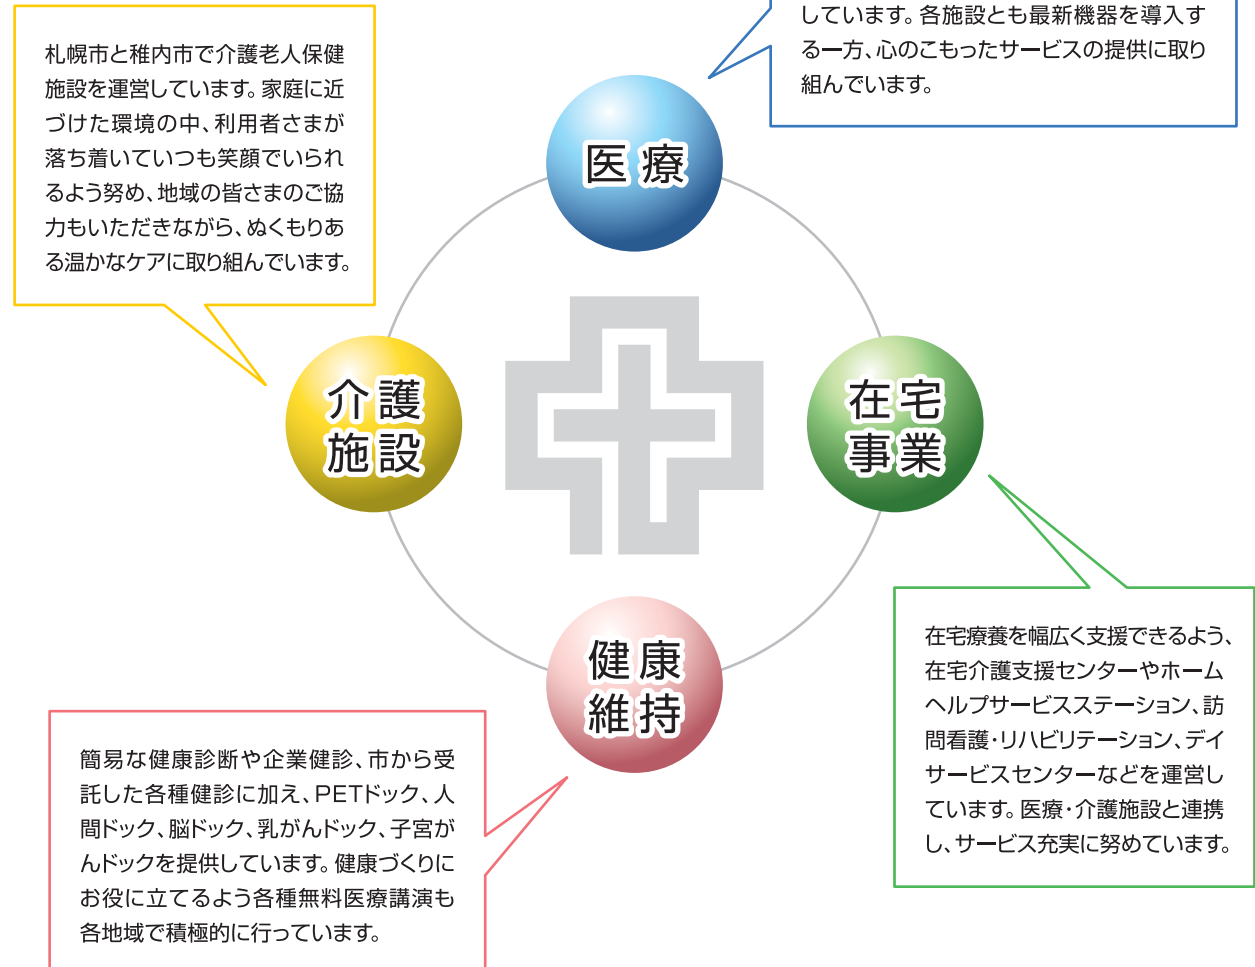 しています。各施設とも最新機器を導入す
る一方、心のこもったサービスの提供に取り
組んでいます。
札幌市と稚内市で介護老人保健
施設を運営しています。家庭に近
づけた環境の中、利用者さまが
落ち着いていつも笑顔でいられ
るよう努め、地域の皆さまのご協
力もいただきながら、ぬくもりあ
る温かなケアに取り組んでいます。
医療
介護
施設
在宅
事業
健康
維持
在宅療養を幅広く支援できるよう、
在宅介護支援センターやホーム
ヘルプサービスステーション、訪
問看護・リハビリテーション、デイ
サービスセンターなどを運営し
ています。医療・介護施設と連携
し、サービス充実に努めています。
簡易な健康診断や企業健診、市から受
託した各種健診に加え、PETドック、人
間ドック、脳ドック、乳がんドック、子宮が
んドックを提供しています。健康づくりに
お役に立てるよう各種無料医療講演も
各地域で積極的に行っています。